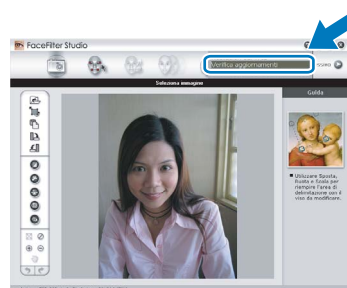 FaceFilter Studio
Verifica aggiornamenti
Seleziona immagine
Guida
Utilizzare Sposta,
Ruota e Scala per
riempire l'area di
delimitazione con il
viso da modificare.